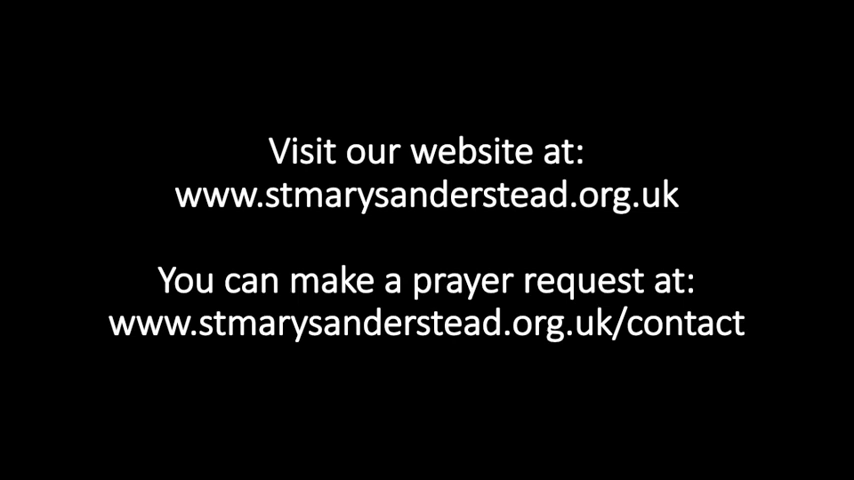 Visit our website at:
www.stmarysanderstead.org.uk
You can make a prayer request at:
www.stmarysanderstead.org.uk/contact